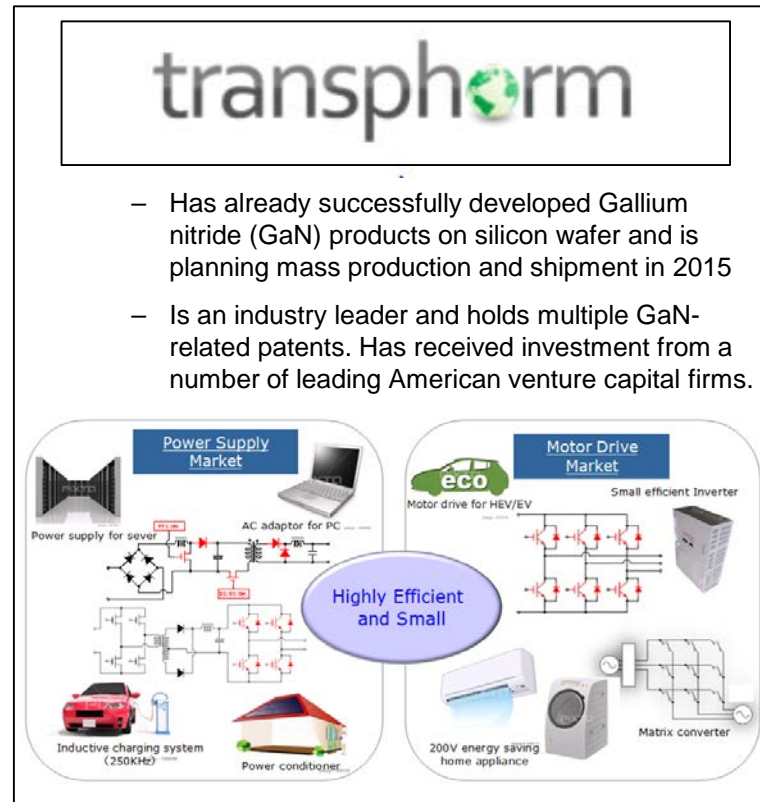 transphorm
– Has already successfully developed Gallium
nitride (GaN) products on silicon wafer and is
planning mass production and shipment in 2015
– Is an industry leader and holds multiple GaN-
related patents. Has received investment from a
number of leading American venture capital firms.
Power Supply
Market
Power supply for sever
AC adaptor for PC
Inductive charging system
(250KHz)
Power conditioner
Highly Efficient
and Small
Motor Drive
Market
eco
Motor drive for HEV/EV
Small efficient Inverter
200V energy saving
home appliance
Matrix converter